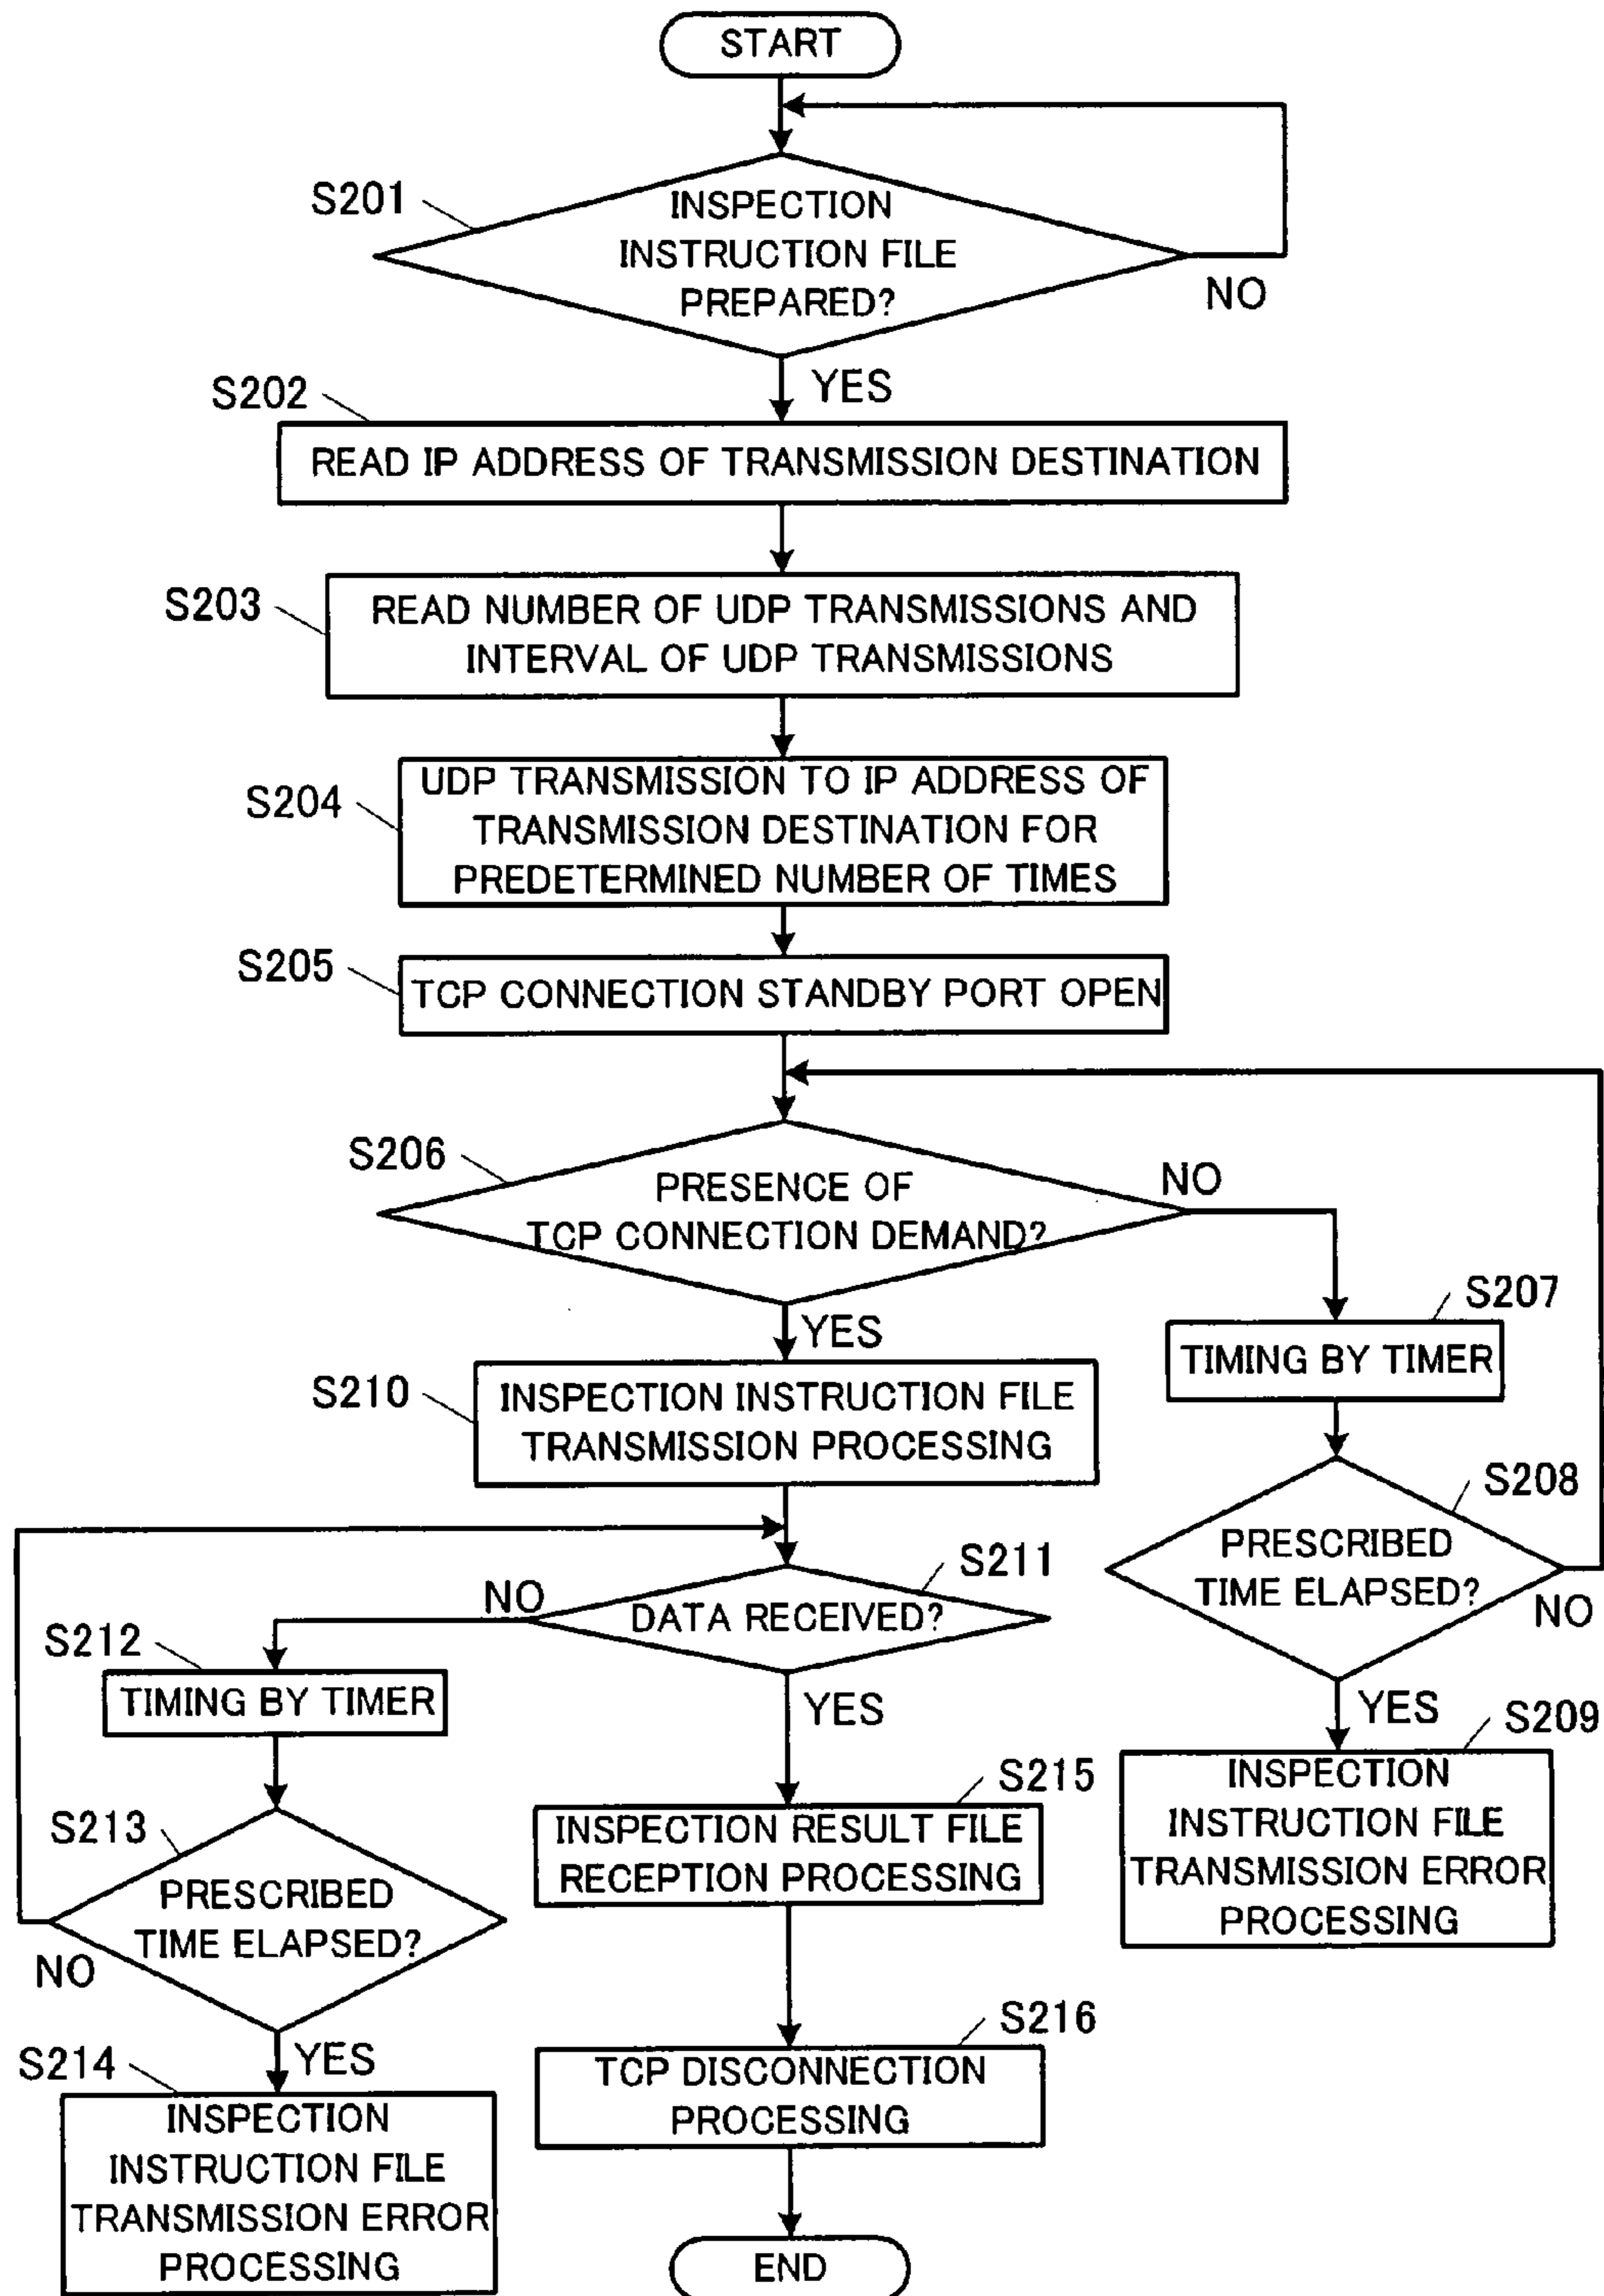 START
S201
INSPECTION
INSTRUCTION FILE
PREPARED?
NO
YES
S202
READ IP ADDRESS OF TRANSMISSION DESTINATION
S203
READ NUMBER OF UDP TRANSMISSIONS AND
INTERVAL OF UDP TRANSMISSIONS
S204
UDP TRANSMISSION TO IP ADDRESS OF
TRANSMISSION DESTINATION FOR
PREDETERMINED NUMBER OF TIMES
S205
TCP CONNECTION STANDBY PORT OPEN
S206
PRESENCE OF
TCP CONNECTION DEMAND?
NO
YES
S207
TIMING BY TIMER
S208
PRESCRIBED
TIME ELAPSED?
NO
YES
S209
INSPECTION
INSTRUCTION FILE
TRANSMISSION ERROR
PROCESSING
S210
INSPECTION INSTRUCTION FILE
TRANSMISSION PROCESSING
S211
DATA RECEIVED?
NO
YES
S212
TIMING BY TIMER
S213
PRESCRIBED
TIME ELAPSED?
NO
YES
S214
INSPECTION
INSTRUCTION FILE
TRANSMISSION ERROR
PROCESSING
S215
INSPECTION RESULT FILE
RECEPTION PROCESSING
S216
TCP DISCONNECTION
PROCESSING
END